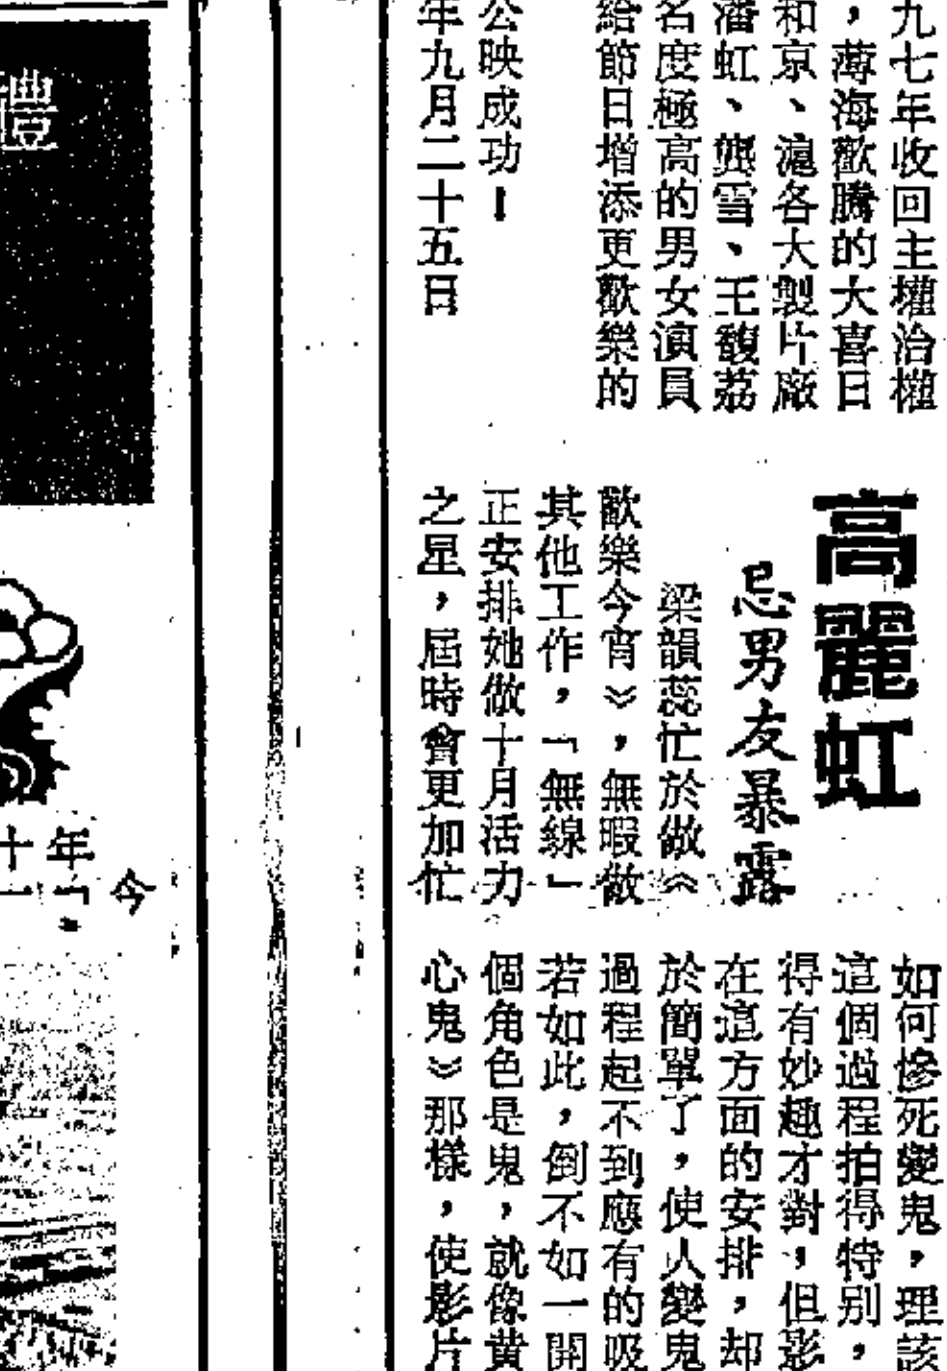 九七年收回主權治權
，薄海歡騰的大喜日
和京、滬各大製片廠
潘虹、龔雪、王馥荔
名度極高的男女演員
給節日增添更歡樂的
公映成功！
年九月二十五日
高麗虹
忌男友暴露
梁韻蕊忙於做《
歡樂今宵》，無暇做
其他工作，「無線」
正安排她做十月活力
之星，屆時會更加忙
如何慘死變鬼，理該
這個過程拍得特別，
得有妙趣才對，但影
在這方面的安排，却
於簡單了，使人變鬼
過程起不到應有的吸
若如此，倒不如一開
個角色是鬼，就像黄
心鬼》那樣，使影片
禮
今
年「
十一